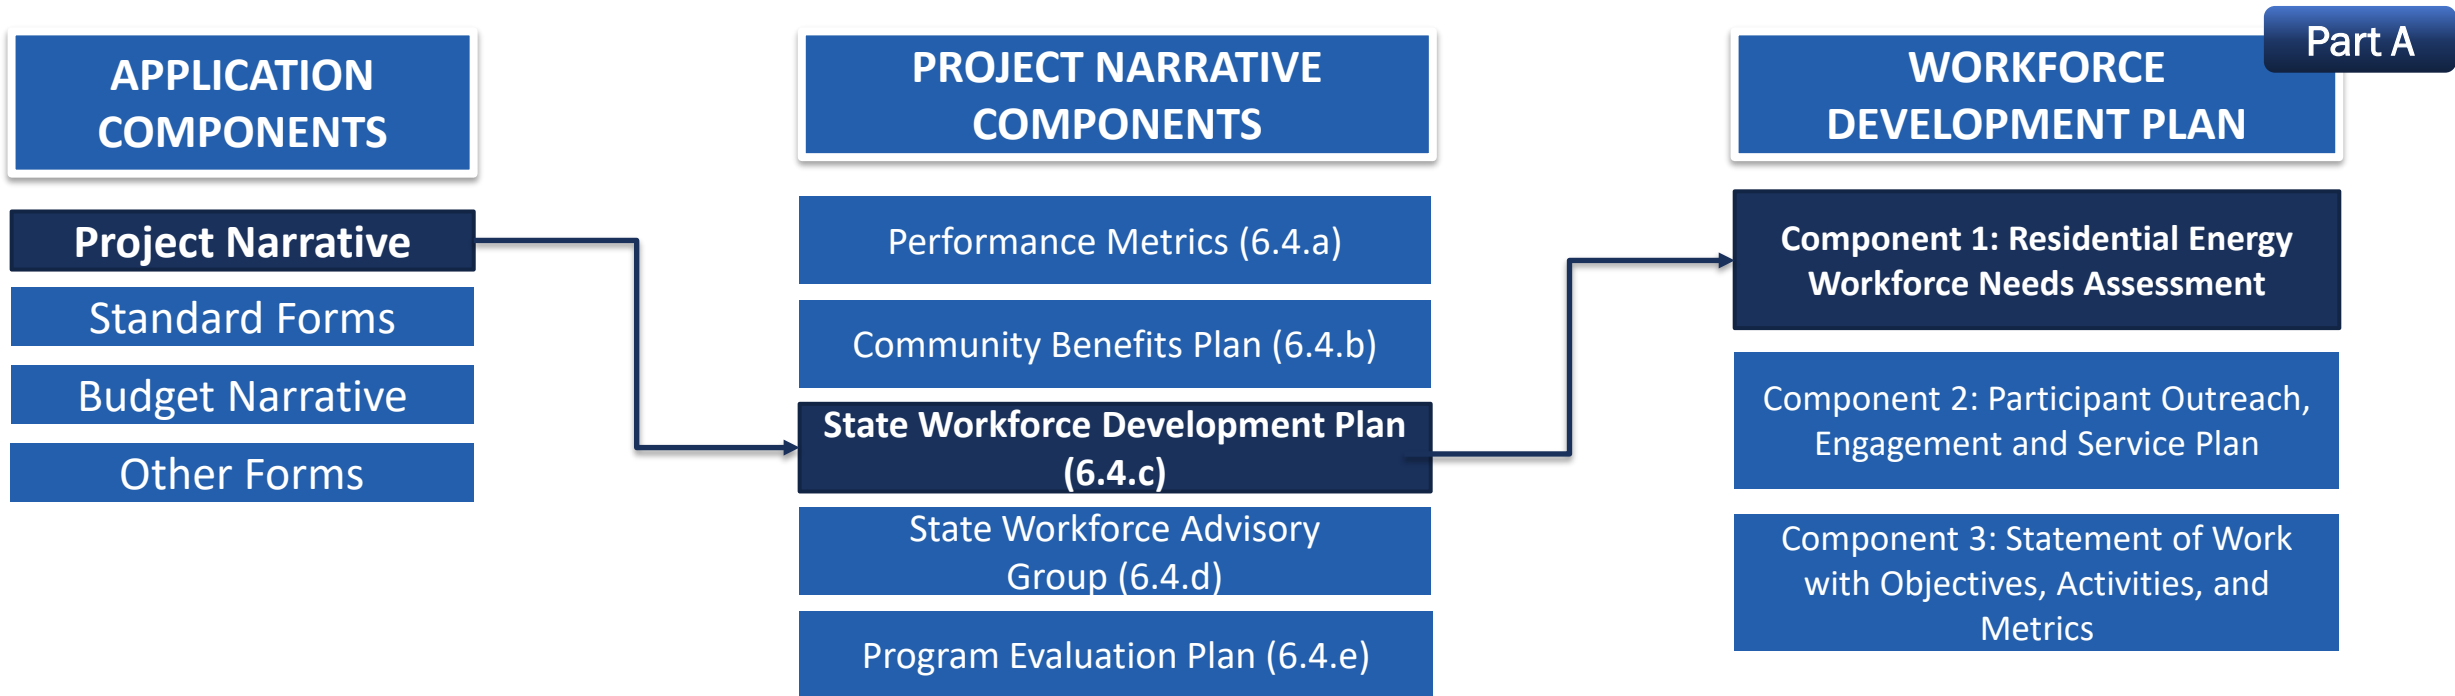 APPLICATION
COMPONENTS
Project Narrative
Standard Forms
Budget Narrative
Other Forms
PROJECT NARRATIVE
COMPONENTS
Performance Metrics (6.4.a)
Community Benefits Plan (6.4.b)
State Workforce Development Plan
(6.4.c)
State Workforce Advisory
Group (6.4.d)
Program Evaluation Plan (6.4.e)
Part A
WORKFORCE
DEVELOPMENT PLAN
Component 1: Residential Energy
Workforce Needs Assessment
Component 2: Participant Outreach,
Engagement and Service Plan
Component 3: Statement of Work
with Objectives, Activities, and
Metrics